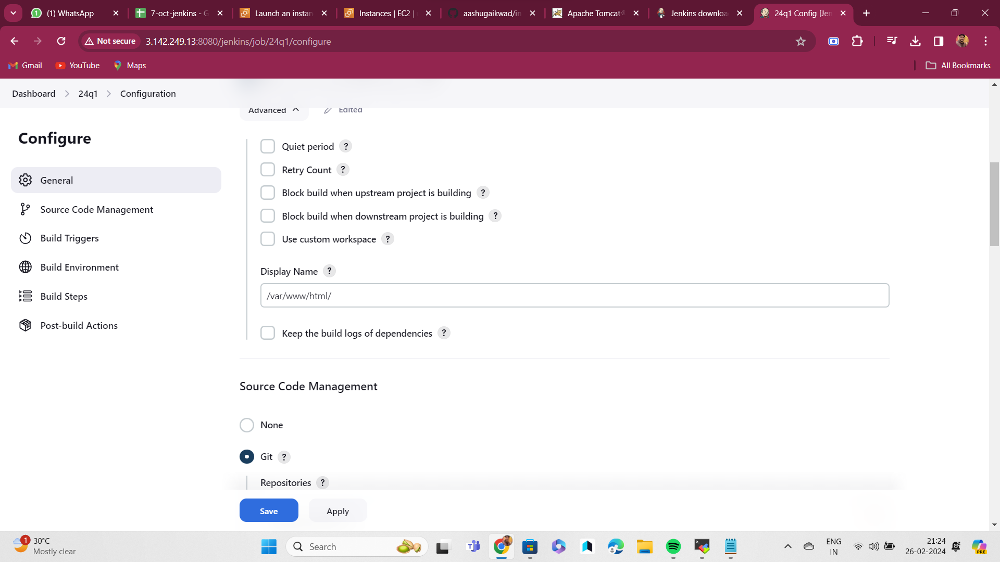 (1) WhatsApp
7-oct-jenkins - G
Launch an instan
Instances | EC2 |
aashugaikwad/in
Apache Tomcat®
Jenkins downloa
24q1 Config [Jen
Not secure
3.142.249.13:8080/jenkins/job/24q1/configure
Gmail
YouTube
Maps
All Bookmarks
Dashboard
24q1
Configuration
Advanced
Edited
Configure
General
Source Code Management
Build Triggers
Build Environment
Build Steps
Post-build Actions
Quiet period ?
Retry Count ?
Block build when upstream project is building ?
Block build when downstream project is building ?
Use custom workspace ?
Display Name ?
/var/www/html/
Keep the build logs of dependencies ?
Source Code Management
None
Git ?
Repositories ?
Save
Apply
1
30°C
Mostly clear
Search
ENG
IN
21:24
26-02-2024
PRE